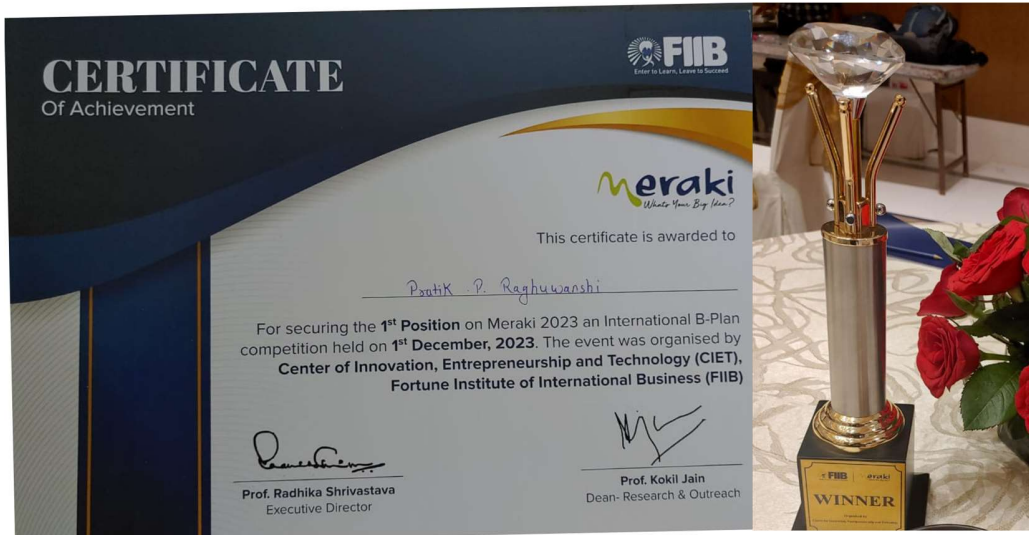 CERTIFICATE
Of Achievement
FIIB
Enter to Learn, Leave to Succeed
Meraki
Whats Your Big Idea?
This certificate is awarded to
Pratik . P. Raghuwanshi
For securing the 1st Position on Meraki 2023 an International B-Plan
competition held on 1st December, 2023. The event was organised by
Center of Innovation, Entrepreneurship and Technology (CIET),
Fortune Institute of International Business (FIIB)
Prof. Radhika Shrivastava
Executive Director
Prof. Kokil Jain
Dean- Research & Outreach
FIIB meraki
WINNER